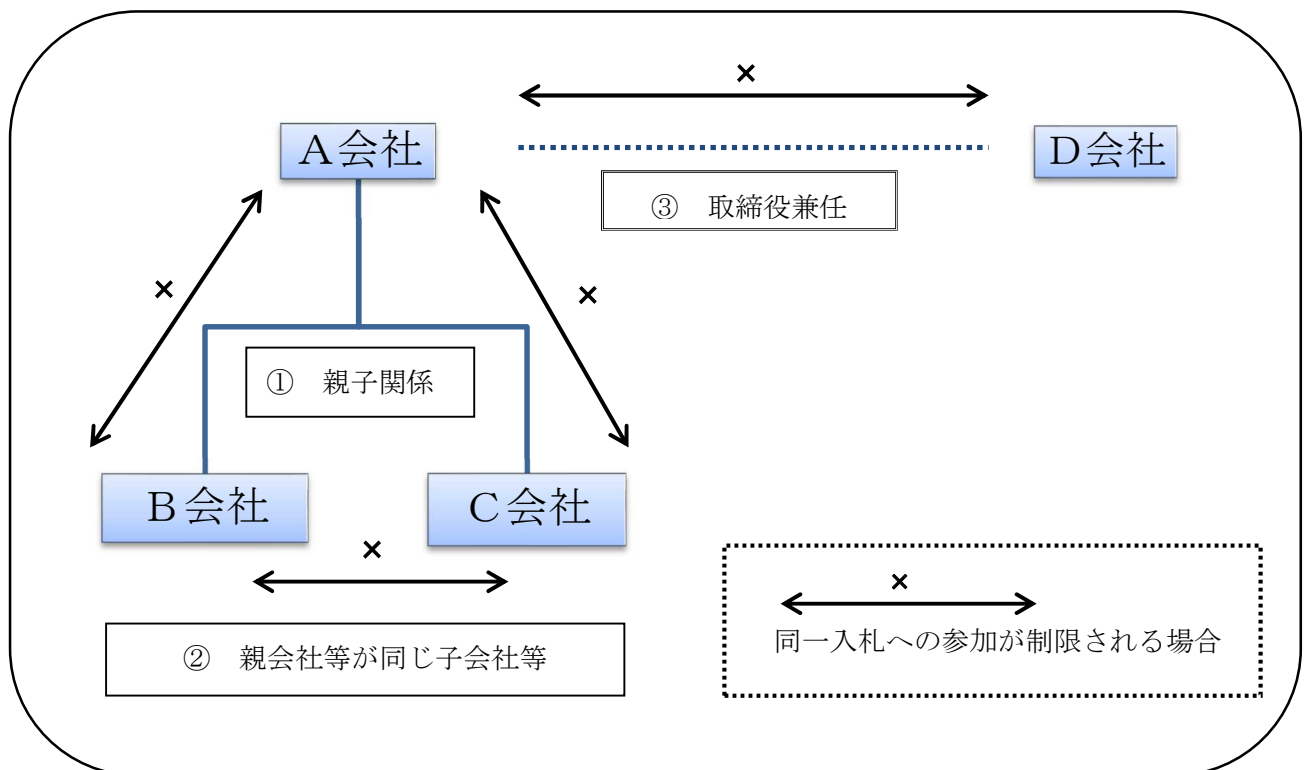 ×
Ａ会社
Ｄ会社
③　取締役兼任
×
×
①　親子関係
Ｂ会社
Ｃ会社
×
②　親会社等が同じ子会社等
×
同一入札への参加が制限される場合